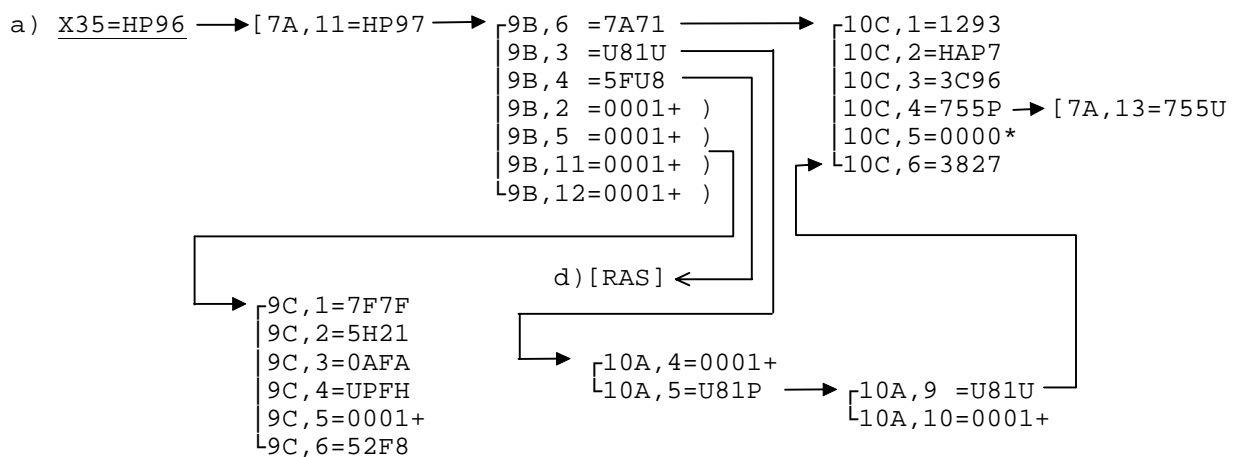 a) X35=HP96 [7A,11=HP97 9B,6 =7A71 10C,1=1293
9B,3 =U81U 10C,2=HAP7
9B,4 =5FU8 10C,3=3C96
9B,2 =0001+ ) 10C,4=755P [7A,13=755U
9B,5 =0001+ ) 10C,5=0000*
9B,11=0001+ ) 10C,6=3827
9B,12=0001+ )
d)[RAS]
9C,1=7F7F
9C,2=5H21
9C,3=0AFA 10A,4=0001+
9C,4=UPFH 10A,5=U81P 10A,9 =U81U
9C,5=0001+ 10A,10=0001+
9C,6=52F8